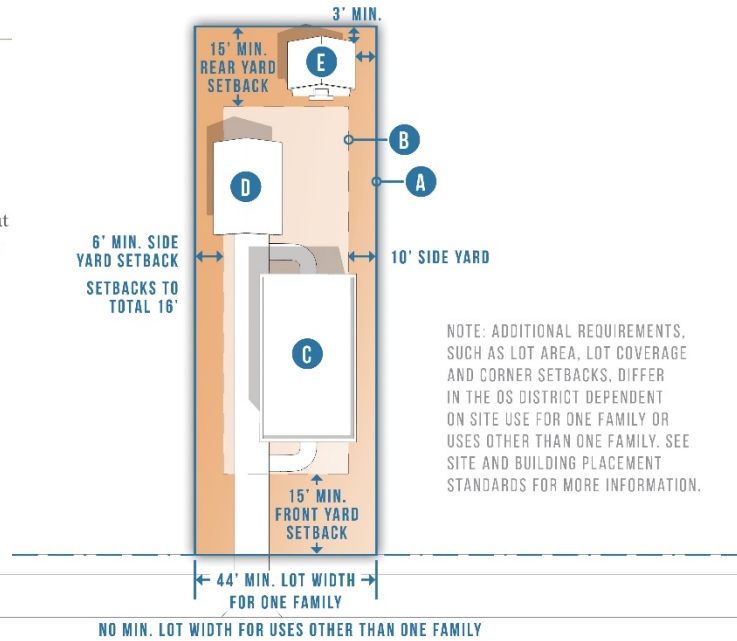 3' MIN.
15' MIN.
REAR YARD
SETBACK
E
B
A
D
at
6' MIN. SIDE
YARD SETBACK
SETBACKS TO
TOTAL 16'
10' SIDE YARD
C
NOTE: ADDITIONAL REQUIREMENTS,
SUCH AS LOT AREA, LOT COVERAGE
AND CORNER SETBACKS, DIFFER
IN THE OS DISTRICT DEPENDENT
ON SITE USE FOR ONE FAMILY OR
USES OTHER THAN ONE FAMILY. SEE
SITE AND BUILDING PLACEMENT
STANDARDS FOR MORE INFORMATION.
15' MIN.
FRONT YARD
SETBACK
44' MIN. LOT WIDTH
FOR ONE FAMILY
NO MIN. LOT WIDTH FOR USES OTHER THAN ONE FAMILY